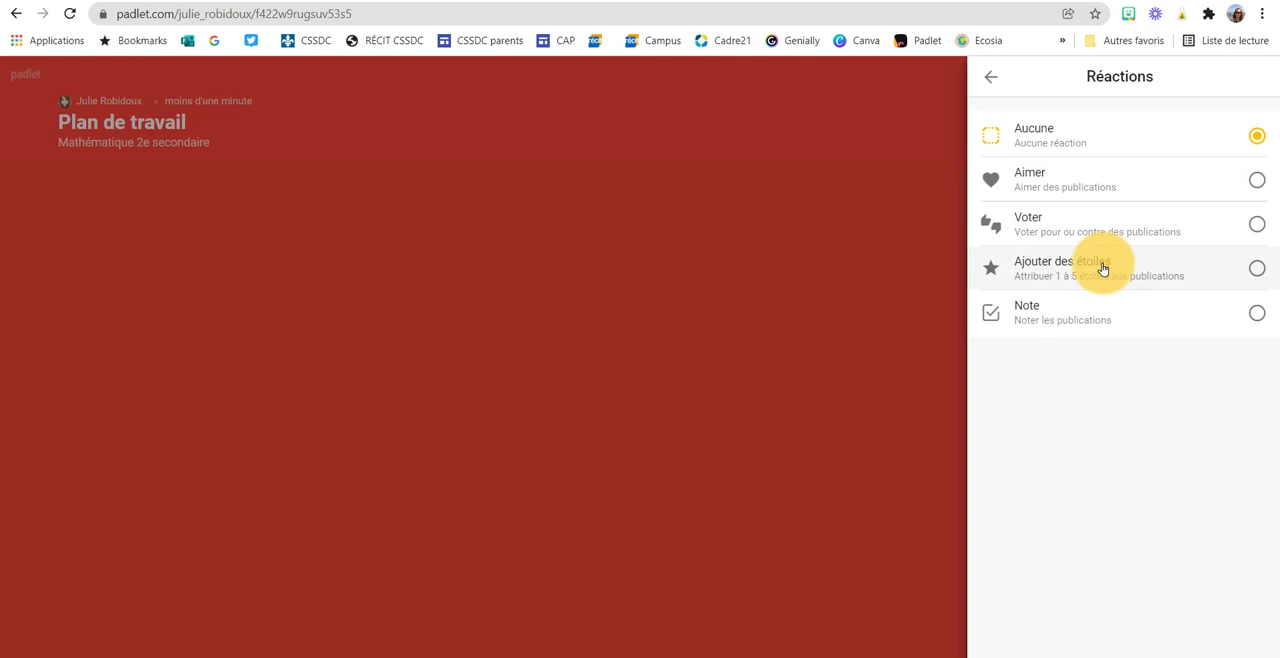 padlet.com/julie_robidoux/f422w9rugsuv53s5
Applications Bookmarks CSSDC RÉCIT CSSDC CSSDC parents CAP Campus Cadre21 Genially Canva Padlet Ecosia » Autres favoris Liste de lecture
padlet
Julie Robidoux • moins d'une minute
Plan de travail
Mathématique 2e secondaire
Réactions
Aucune
Aucune réaction
Aimer
Aimer des publications
Voter
Voter pour ou contre des publications
Ajouter des étoiles
Attribuer 1 à 5 étoiles aux publications
Note
Noter les publications